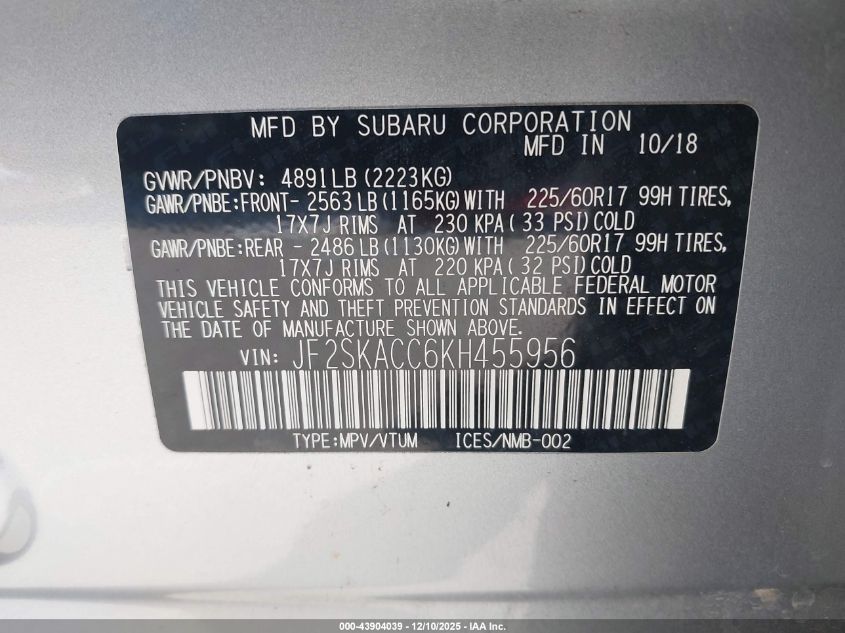 MFD BY SUBARU CORPORATION
MFD IN 10/18
GVWR/PNBV: 4891LB (2223KG)
GAWR/PNBE:FRONT- 2563 LB (1165KG) WITH 225/60R17 99H TIRES,
17X7J RIMS AT 230 KPA ( 33 PSI) COLD
GAWR/PNBE:REAR - 2486 LB (1130KG) WITH 225/60R17 99H TIRES,
17X7J RIMS AT 220 KPA ( 32 PSI) COLD
THIS VEHICLE CONFORMS TO ALL APPLICABLE FEDERAL MOTOR
VEHICLE SAFETY AND THEFT PREVENTION STANDARDS IN EFFECT ON
THE DATE OF MANUFACTURE SHOWN ABOVE.
VIN: JF2SKACC6KH455956
TYPE:MPV/VTUM ICES/NMB-002
000-43904039 - 12/10/2025 - IAA Inc.